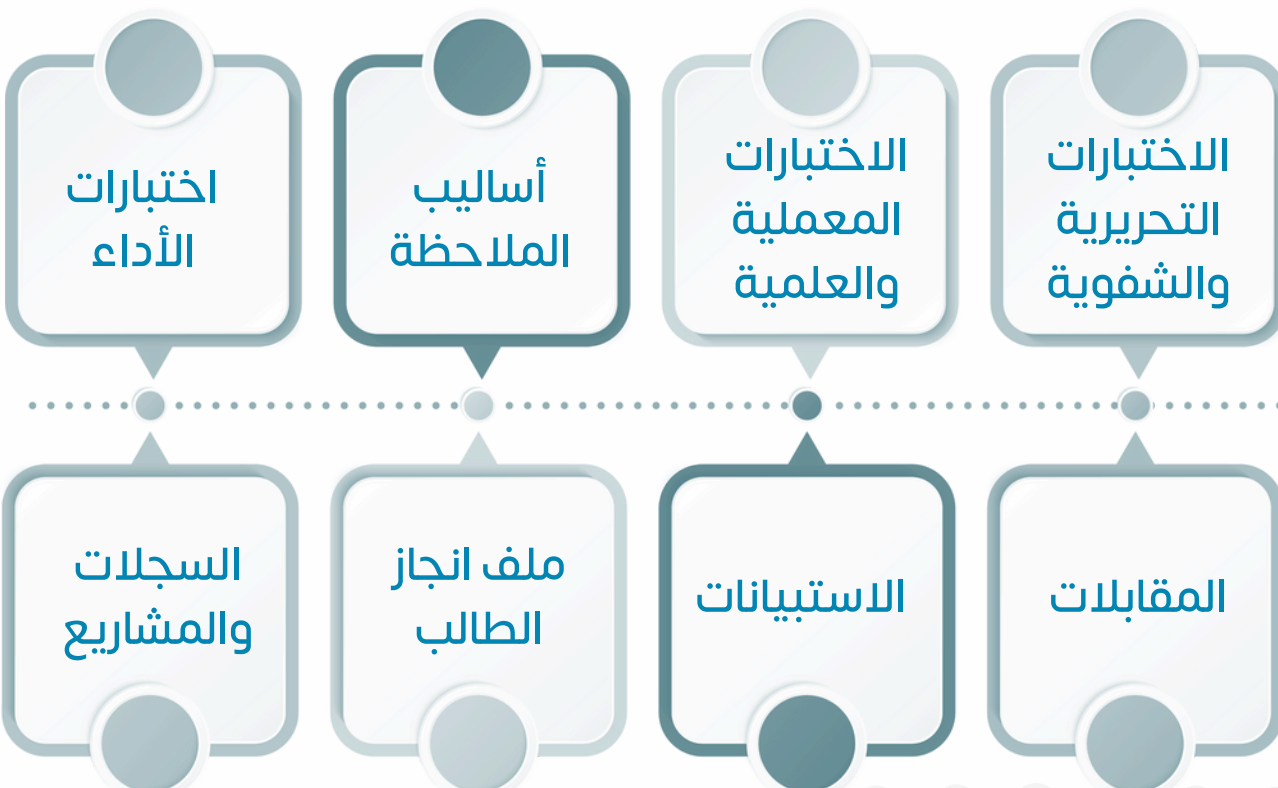 الاختبارات
التحريرية
والشفوية
الاختبارات
المعملية
والعلمية
أساليب
الملاحظة
اختبارات
الأداء
المقابلات
الاستبيانات
ملف انجاز
الطالب
السجلات
والمشاريع